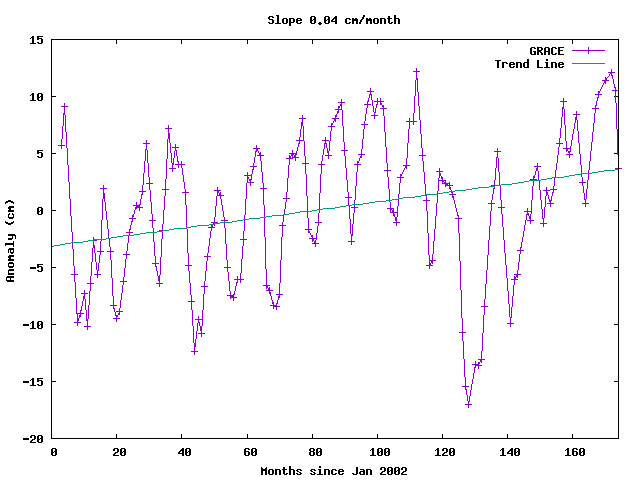 Slope 0.04 cm/month
GRACE
Trend Line
15
10
5
0
-5
-10
-15
-20
Anomaly (cm)
0 20 40 60 80 100 120 140 160
Months since Jan 2002